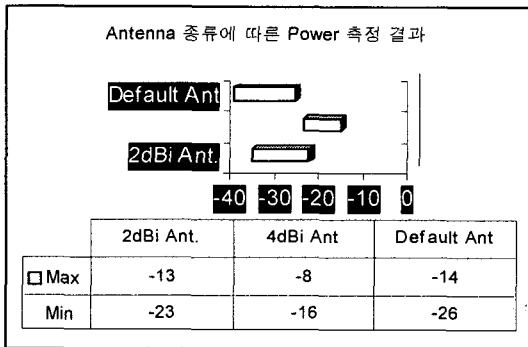 Antenna 종류에 따른 Power 측정 결과
Default Ant
2dBi Ant.
-40 -30 -20 -10 0
2dBi Ant. 4dBi Ant Default Ant
Max -13 -8 -14
Min -23 -16 -26